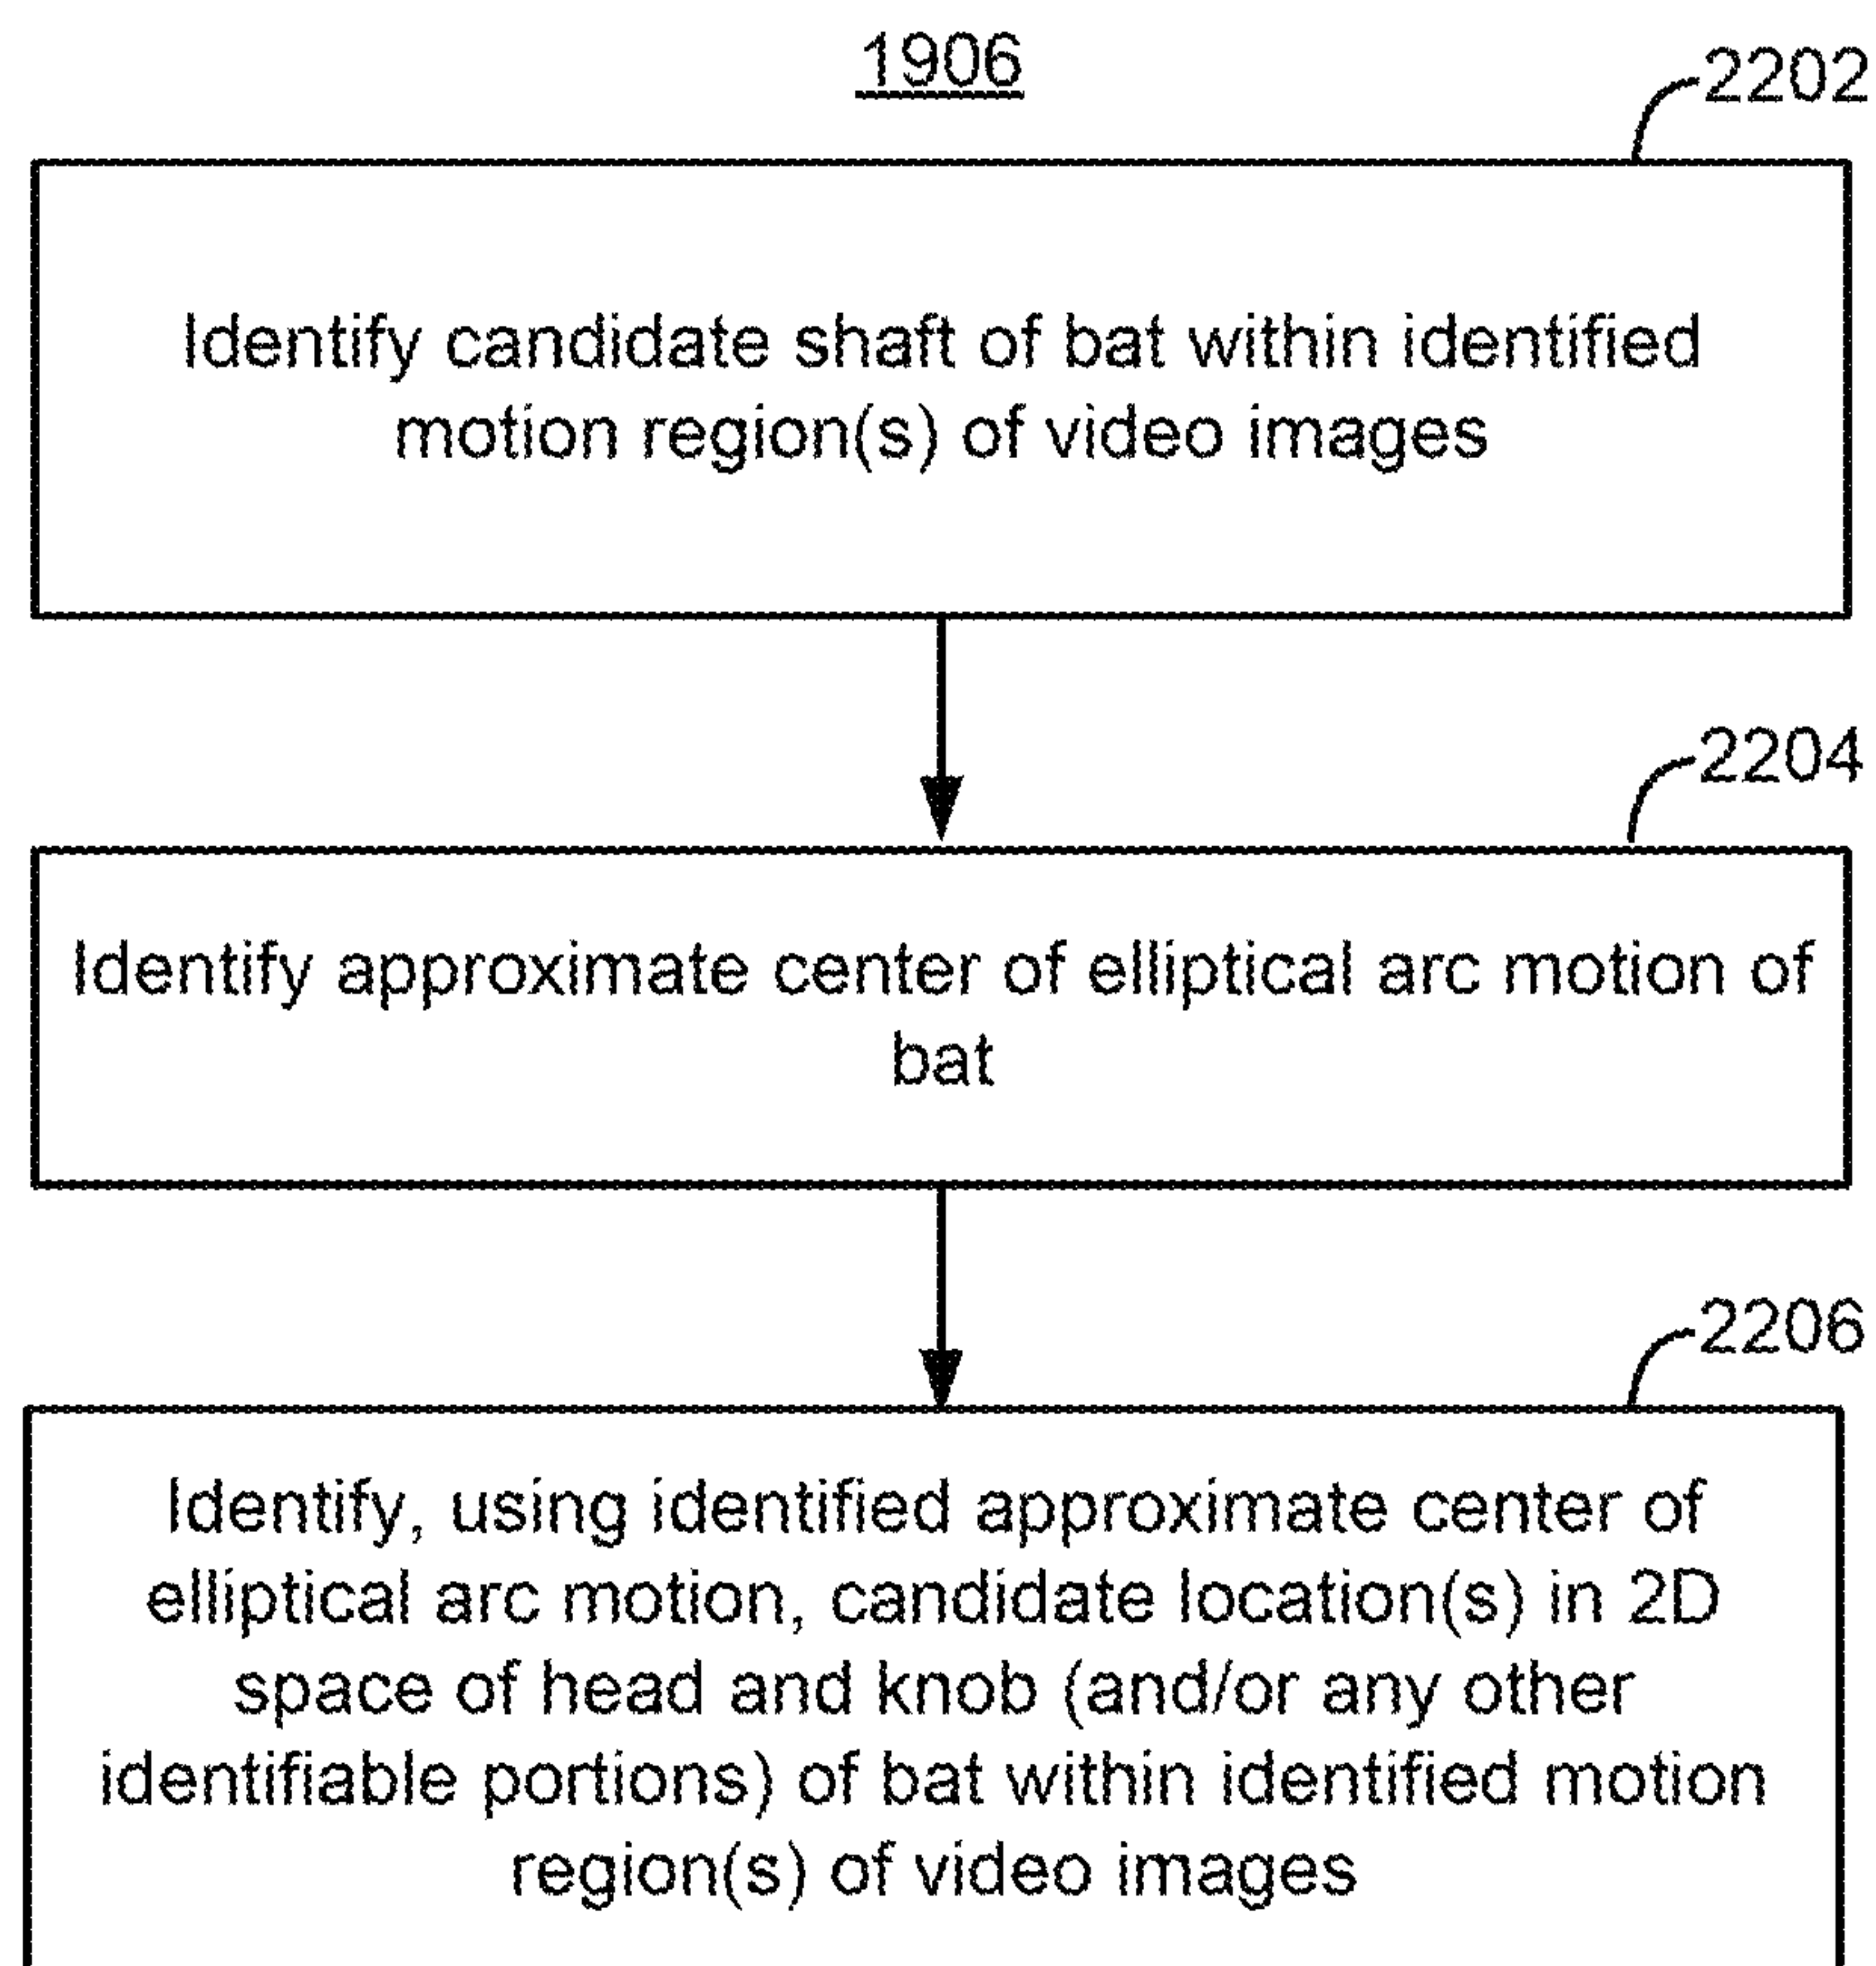 1906
2202
Identify candidate shaft of bat within identified
motion region(s) of video images
2204
Identify approximate center of elliptical arc motion of
bat
2206
Identify, using identified approximate center of
elliptical arc motion, candidate location(s) in 2D
space of head and knob (and/or any other
identifiable portions) of bat within identified motion
region(s) of video images